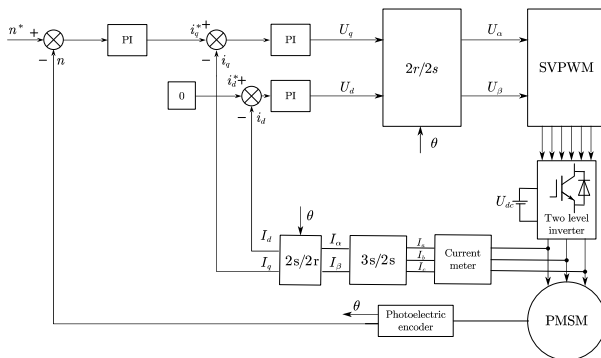 n* + PI i_q* + PI U_q 2r/2s U_α SVPWM
− n − i_q
i_d* +
0 PI U_d U_β
− i_d
θ
U_dc
Two level
inverter
θ
I_d 2s/2r I_α 3s/2s I_a Current
meter
I_b
I_q I_β I_c
θ Photoelectric
encoder
PMSM